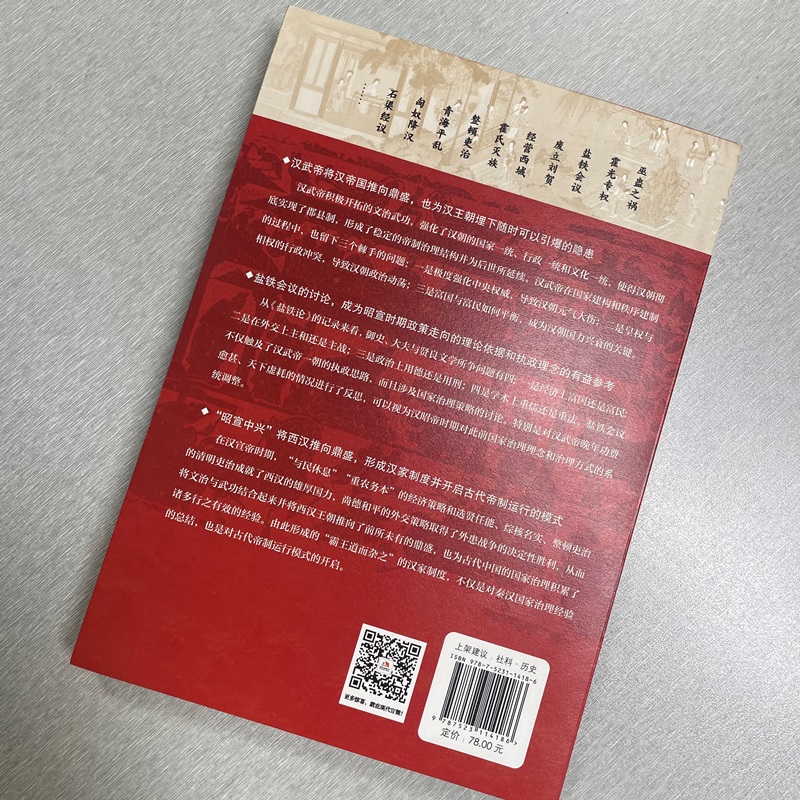 巫蛊之祸
霍光专权
盐铁会议
废立刘贺
经营西域
霍氏灭族
整顿吏治
青海平乱
匈奴降汉
石渠经议
……
◆汉武帝将汉帝国推向鼎盛，也为汉王朝埋下随时可以引爆的隐患
汉武帝积极开拓的文治武功，强化了汉朝的国家一统、行政一统和文化一统，使得汉朝彻
底实现了郡县制，形成了稳定的帝制治理结构并为后世所延续。汉武帝在国家建构和秩序建制
的过程中，也留下三个棘手的问题：一是极度强化中央权威，导致汉朝元气大伤；二是皇权与
相权的行政冲突，导致汉朝政治动荡；三是富国与富民如何平衡，成为汉朝国力兴衰的关键。
◆盐铁会议的讨论，成为昭宣时期政策走向的理论依据和执政理念的有益参考
从《盐铁论》的记录来看，御史、大夫与贤良文学所争问题有四：一是经济上富国还是富民；
二是在外交上主和还是主战；三是政治上用德还是用刑；四是学术上重儒还是重法。盐铁会议
不仅触及了汉武帝一朝的执政思路，而且涉及国家治理策略的讨论，特别是对汉武帝晚年功费
愈甚、天下虚耗的情况进行了反思，可以视为汉昭帝时期对此前国家治理理念和治理方式的系
统调整。
◆“昭宣中兴”将西汉推向鼎盛，形成汉家制度并开启古代帝制运行的模式
在汉宣帝时期，“与民休息”“重农务本”的经济策略和选贤任能、综核名实、整顿吏治
的清明吏治成就了西汉的雄厚国力，尚德和平的外交策略取得了外患战争的决定性胜利，从而
将文治与武功结合起来并将西汉王朝推向了前所未有的鼎盛，也为古代中国的国家治理积累了
诸多行之有效的经验。由此形成的“霸王道而杂之”的汉家制度，不仅是对秦汉国家治理经验
的总结，也是对古代帝制运行模式的开启。
更多惊喜，就在现代官微！
上架建议：社科·历史
ISBN 978-7-5231-1418-6
9 787523 114186 >
定价：78.00 元